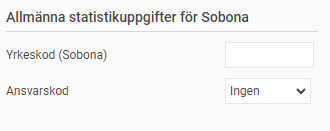 Allmänna statistikuppgifter för Sobona
Yrkeskod (Sobona)
Ansvarskod Ingen